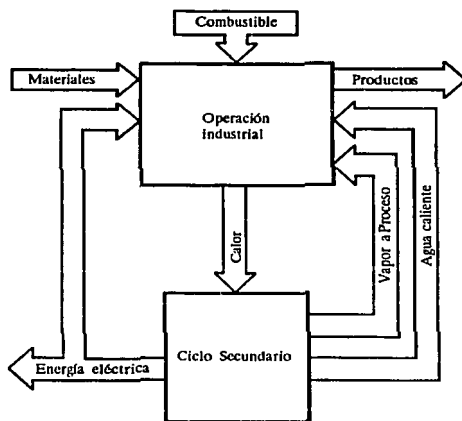 Combustible
Materiales
Productos
Operación
industrial
Calor
Vapor a Proceso
Agua caliente
Ciclo Secundario
Energía eléctrica